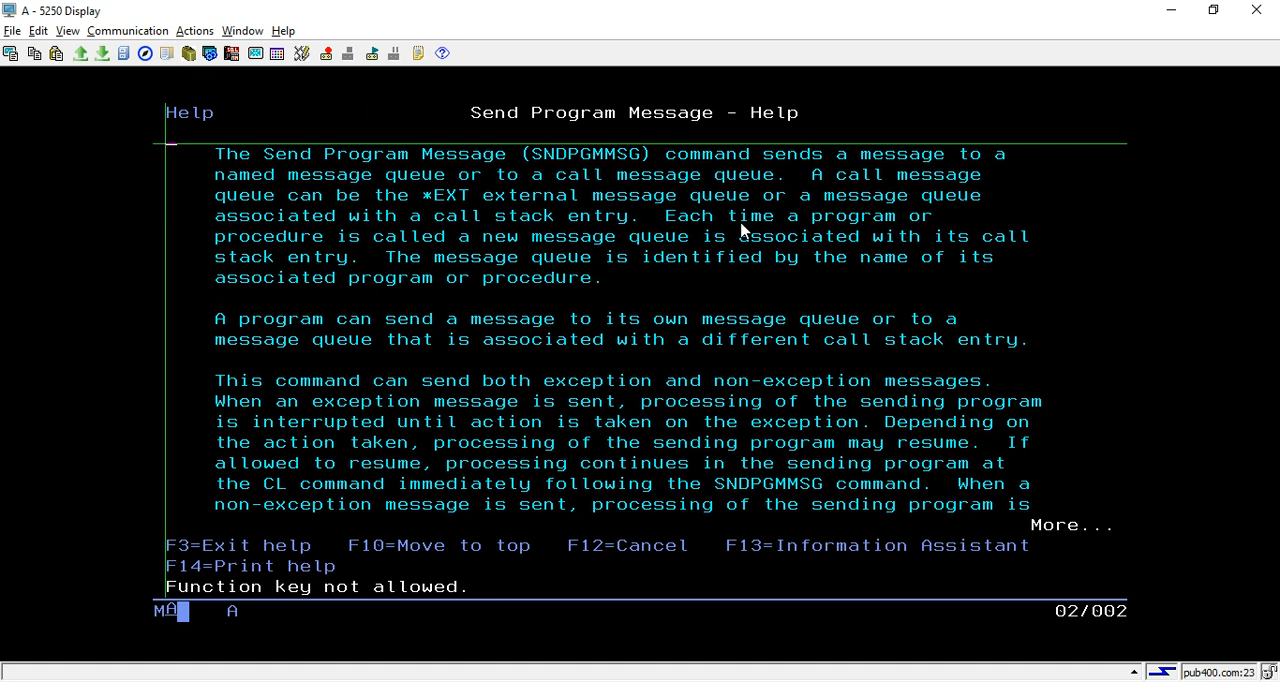 A - 5250 Display
File Edit View Communication Actions Window Help
Help Send Program Message - Help
The Send Program Message (SNDPGMMSG) command sends a message to a
named message queue or to a call message queue. A call message
queue can be the *EXT external message queue or a message queue
associated with a call stack entry. Each time a program or
procedure is called a new message queue is associated with its call
stack entry. The message queue is identified by the name of its
associated program or procedure.
A program can send a message to its own message queue or to a
message queue that is associated with a different call stack entry.
This command can send both exception and non-exception messages.
When an exception message is sent, processing of the sending program
is interrupted until action is taken on the exception. Depending on
the action taken, processing of the sending program may resume. If
allowed to resume, processing continues in the sending program at
the CL command immediately following the SNDPGMMSG command. When a
non-exception message is sent, processing of the sending program is
More...
F3=Exit help F10=Move to top F12=Cancel F13=Information Assistant
F14=Print help
Function key not allowed.
MA A 02/002
pub400.com:23